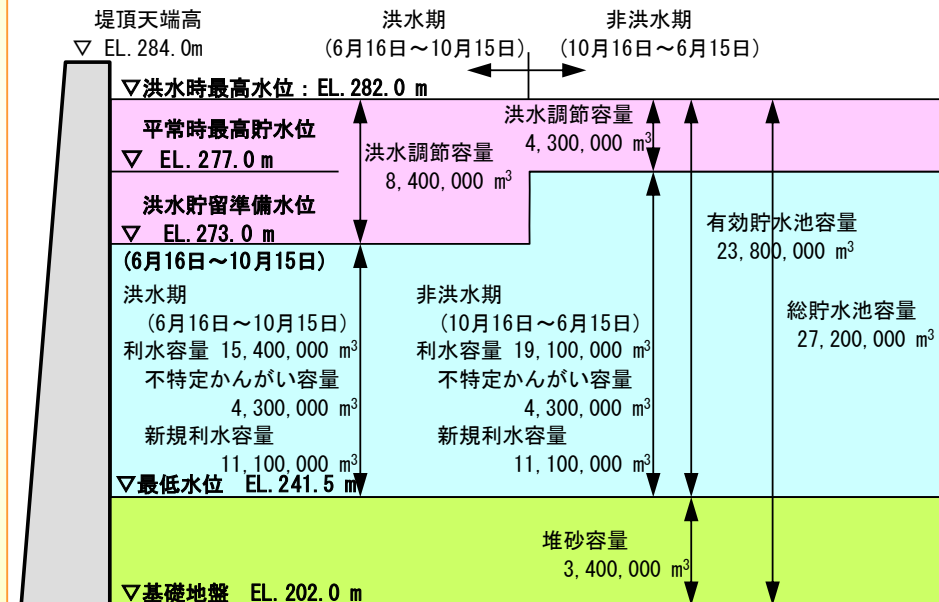 堤頂天端高
▽ EL.284.0m
洪水期
(6月16日～10月15日)
非洪水期
(10月16日～6月15日)
▽洪水時最高水位：EL.282.0 m
平常時最高貯水位
▽ EL.277.0 m
洪水調節容量
8,400,000 m³
洪水調節容量
4,300,000 m³
洪水貯留準備水位
▽ EL.273.0 m
(6月16日～10月15日)
有効貯水池容量
23,800,000 m³
総貯水池容量
27,200,000 m³
洪水期
(6月16日～10月15日)
利水容量 15,400,000 m³
不特定かんがい容量
4,300,000 m³
新規利水容量
11,100,000 m³
非洪水期
(10月16日～6月15日)
利水容量 19,100,000 m³
不特定かんがい容量
4,300,000 m³
新規利水容量
11,100,000 m³
▽最低水位 EL.241.5 m
堆砂容量
3,400,000 m³
▽基礎地盤 EL.202.0 m